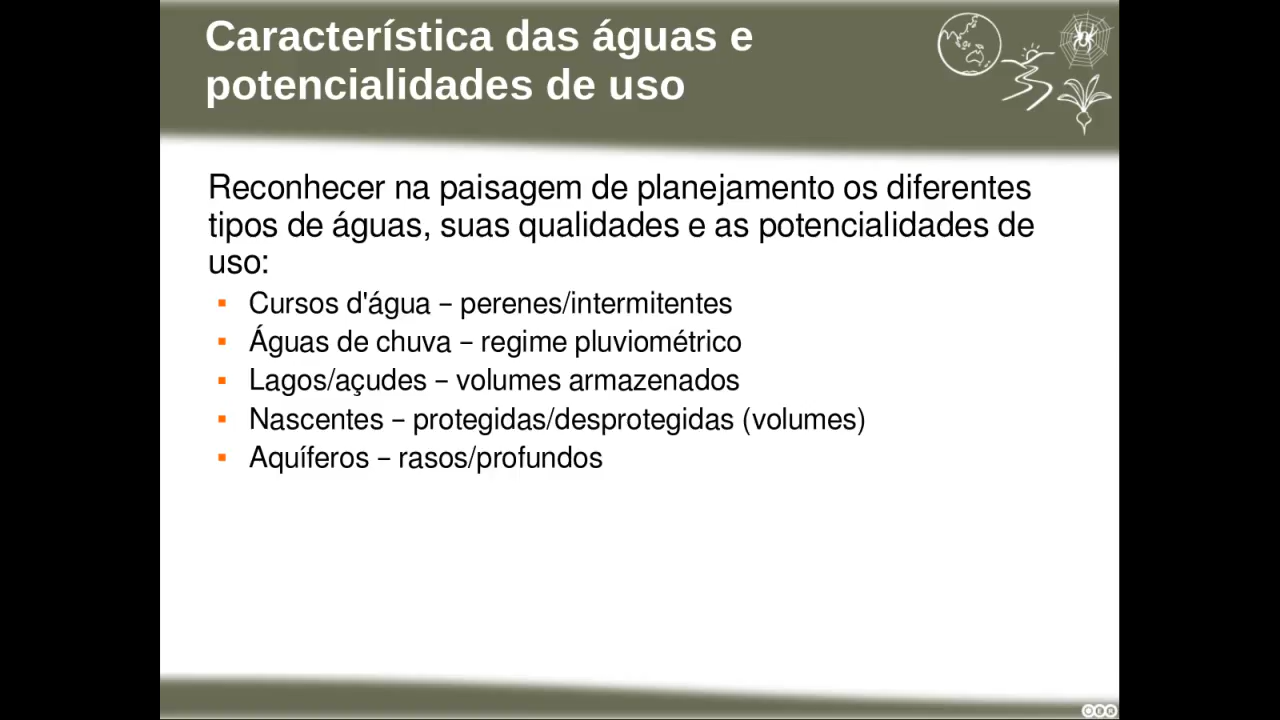 Característica das águas e
potencialidades de uso
Reconhecer na paisagem de planejamento os diferentes
tipos de águas, suas qualidades e as potencialidades de
uso:
▪ Cursos d'água – perenes/intermitentes
▪ Águas de chuva – regime pluviométrico
▪ Lagos/açudes – volumes armazenados
▪ Nascentes – protegidas/desprotegidas (volumes)
▪ Aquíferos – rasos/profundos